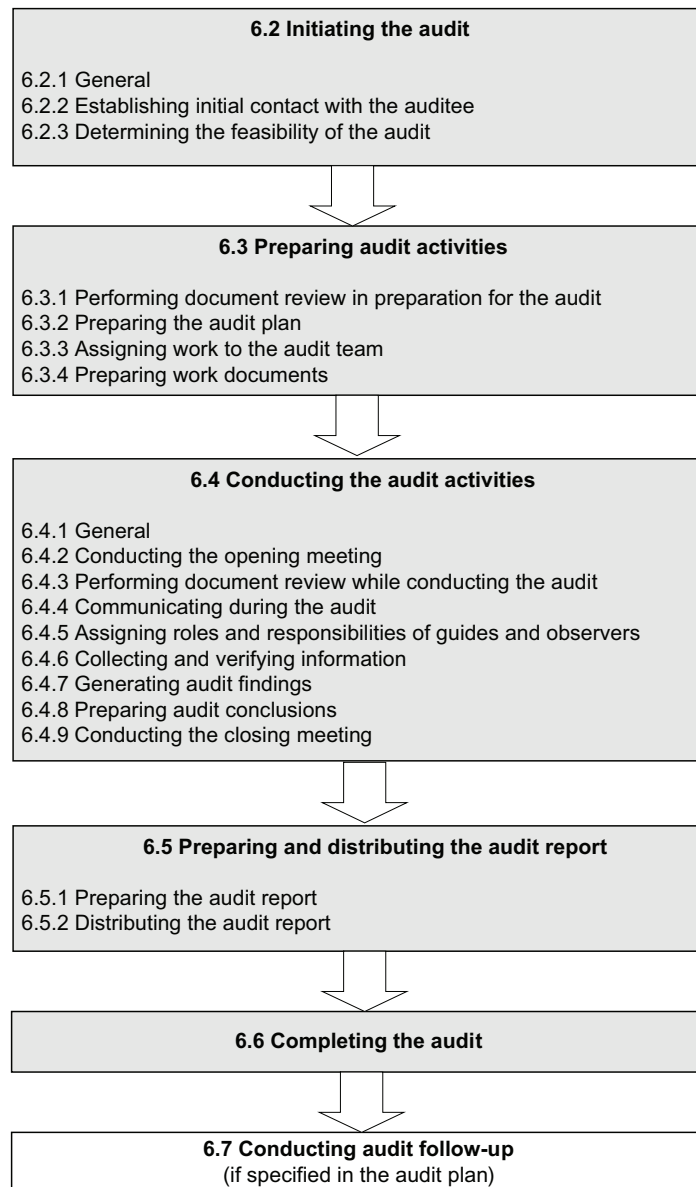 6.2 Initiating the audit
6.2.1 General
6.2.2 Establishing initial contact with the auditee
6.2.3 Determining the feasibility of the audit
6.3 Preparing audit activities
6.3.1 Performing document review in preparation for the audit
6.3.2 Preparing the audit plan
6.3.3 Assigning work to the audit team
6.3.4 Preparing work documents
6.4 Conducting the audit activities
6.4.1 General
6.4.2 Conducting the opening meeting
6.4.3 Performing document review while conducting the audit
6.4.4 Communicating during the audit
6.4.5 Assigning roles and responsibilities of guides and observers
6.4.6 Collecting and verifying information
6.4.7 Generating audit findings
6.4.8 Preparing audit conclusions
6.4.9 Conducting the closing meeting
6.5 Preparing and distributing the audit report
6.5.1 Preparing the audit report
6.5.2 Distributing the audit report
6.6 Completing the audit
6.7 Conducting audit follow-up
(if specified in the audit plan)